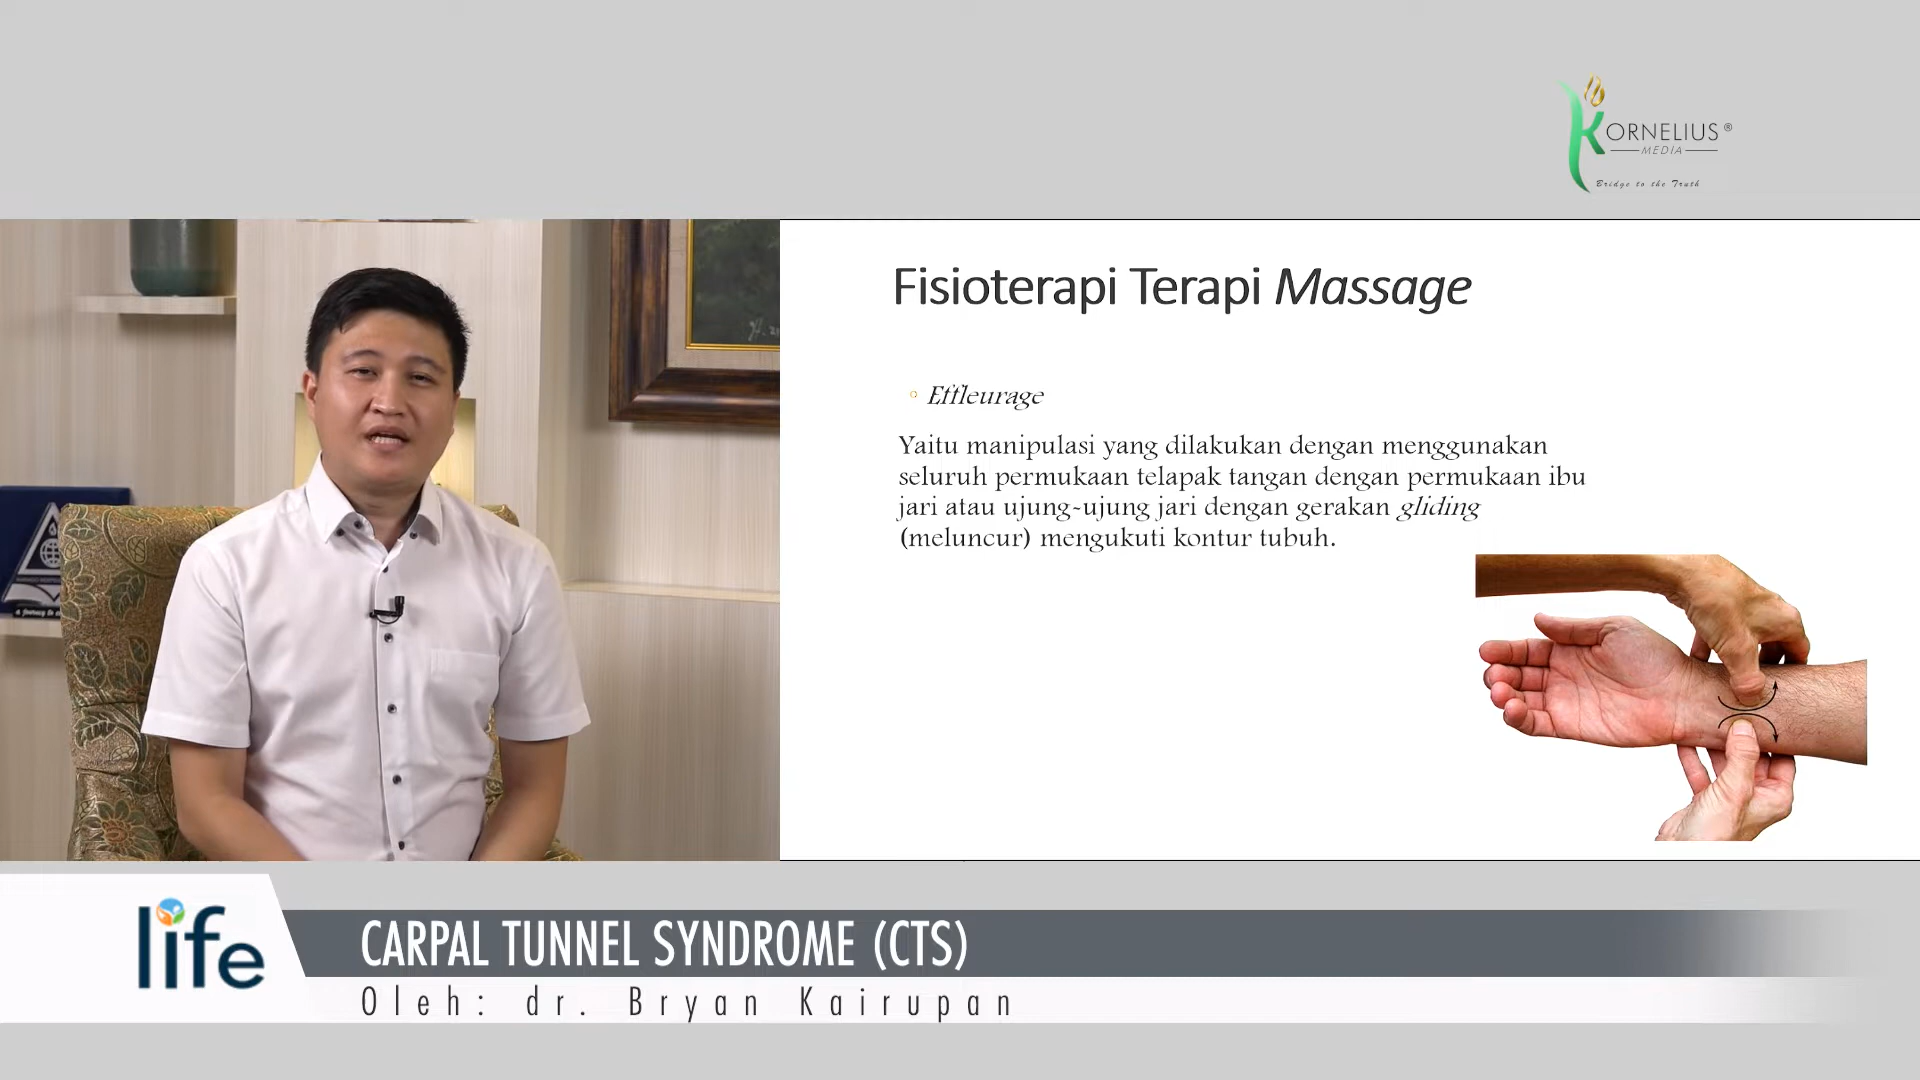 KORNELIUS®
MEDIA
Bridge to the Truth
Fisioterapi Terapi Massage
Effleurage
Yaitu manipulasi yang dilakukan dengan menggunakan
seluruh permukaan telapak tangan dengan permukaan ibu
jari atau ujung-ujung jari dengan gerakan gliding
(meluncur) mengukuti kontur tubuh.
life
CARPAL TUNNEL SYNDROME (CTS)
Oleh: dr. Bryan Kairupan